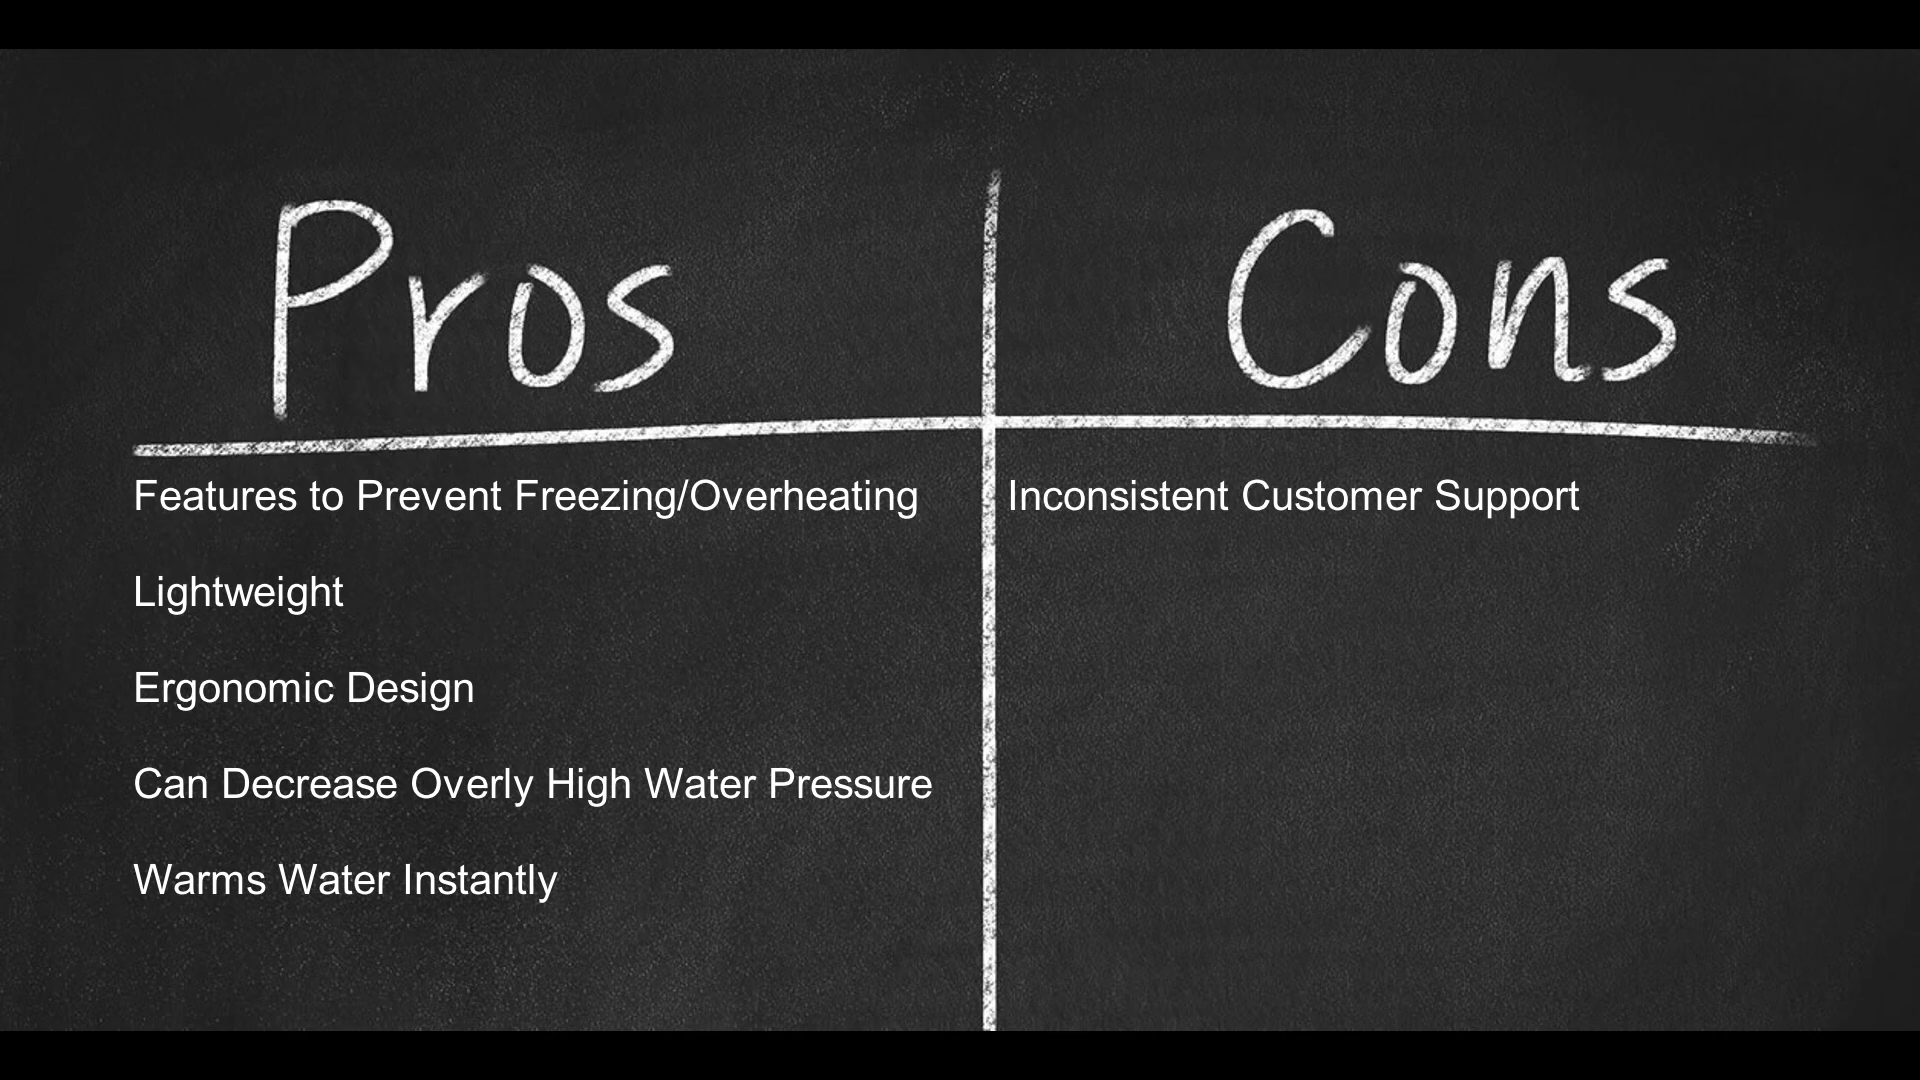 Pros
Cons
Features to Prevent Freezing/Overheating
Lightweight
Ergonomic Design
Can Decrease Overly High Water Pressure
Warms Water Instantly
Inconsistent Customer Support